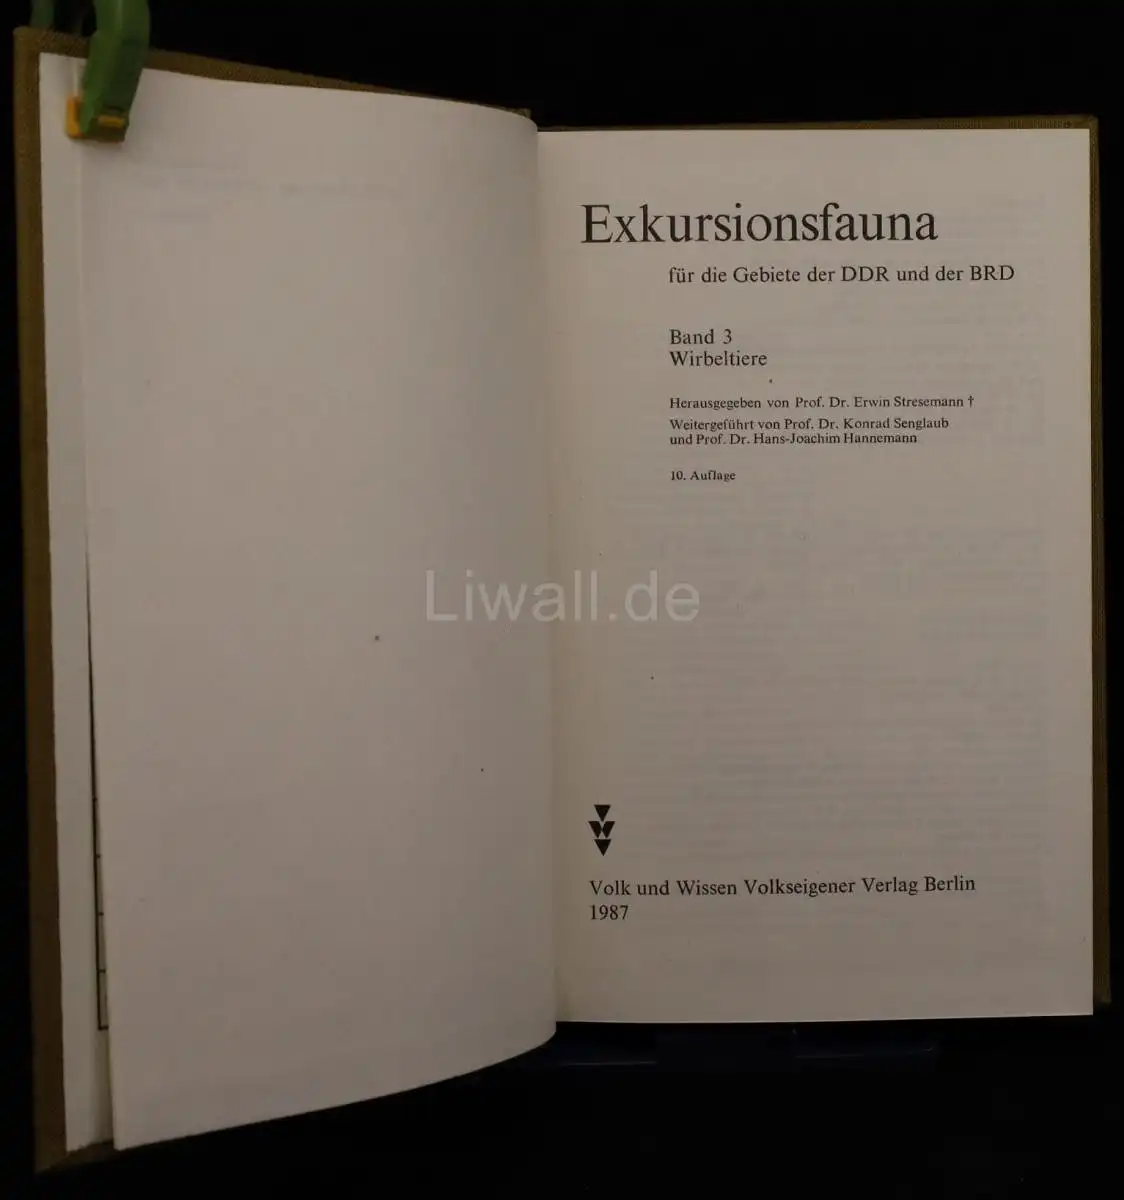 Exkursionsfauna
für die Gebiete der DDR und der BRD
Band 3
Wirbeltiere
Herausgegeben von Prof. Dr. Erwin Stresemann †
Weitergeführt von Prof. Dr. Konrad Senglaub
und Prof. Dr. Hans-Joachim Hannemann
10. Auflage
Liwall.de
Volk und Wissen Volkseigener Verlag Berlin
1987